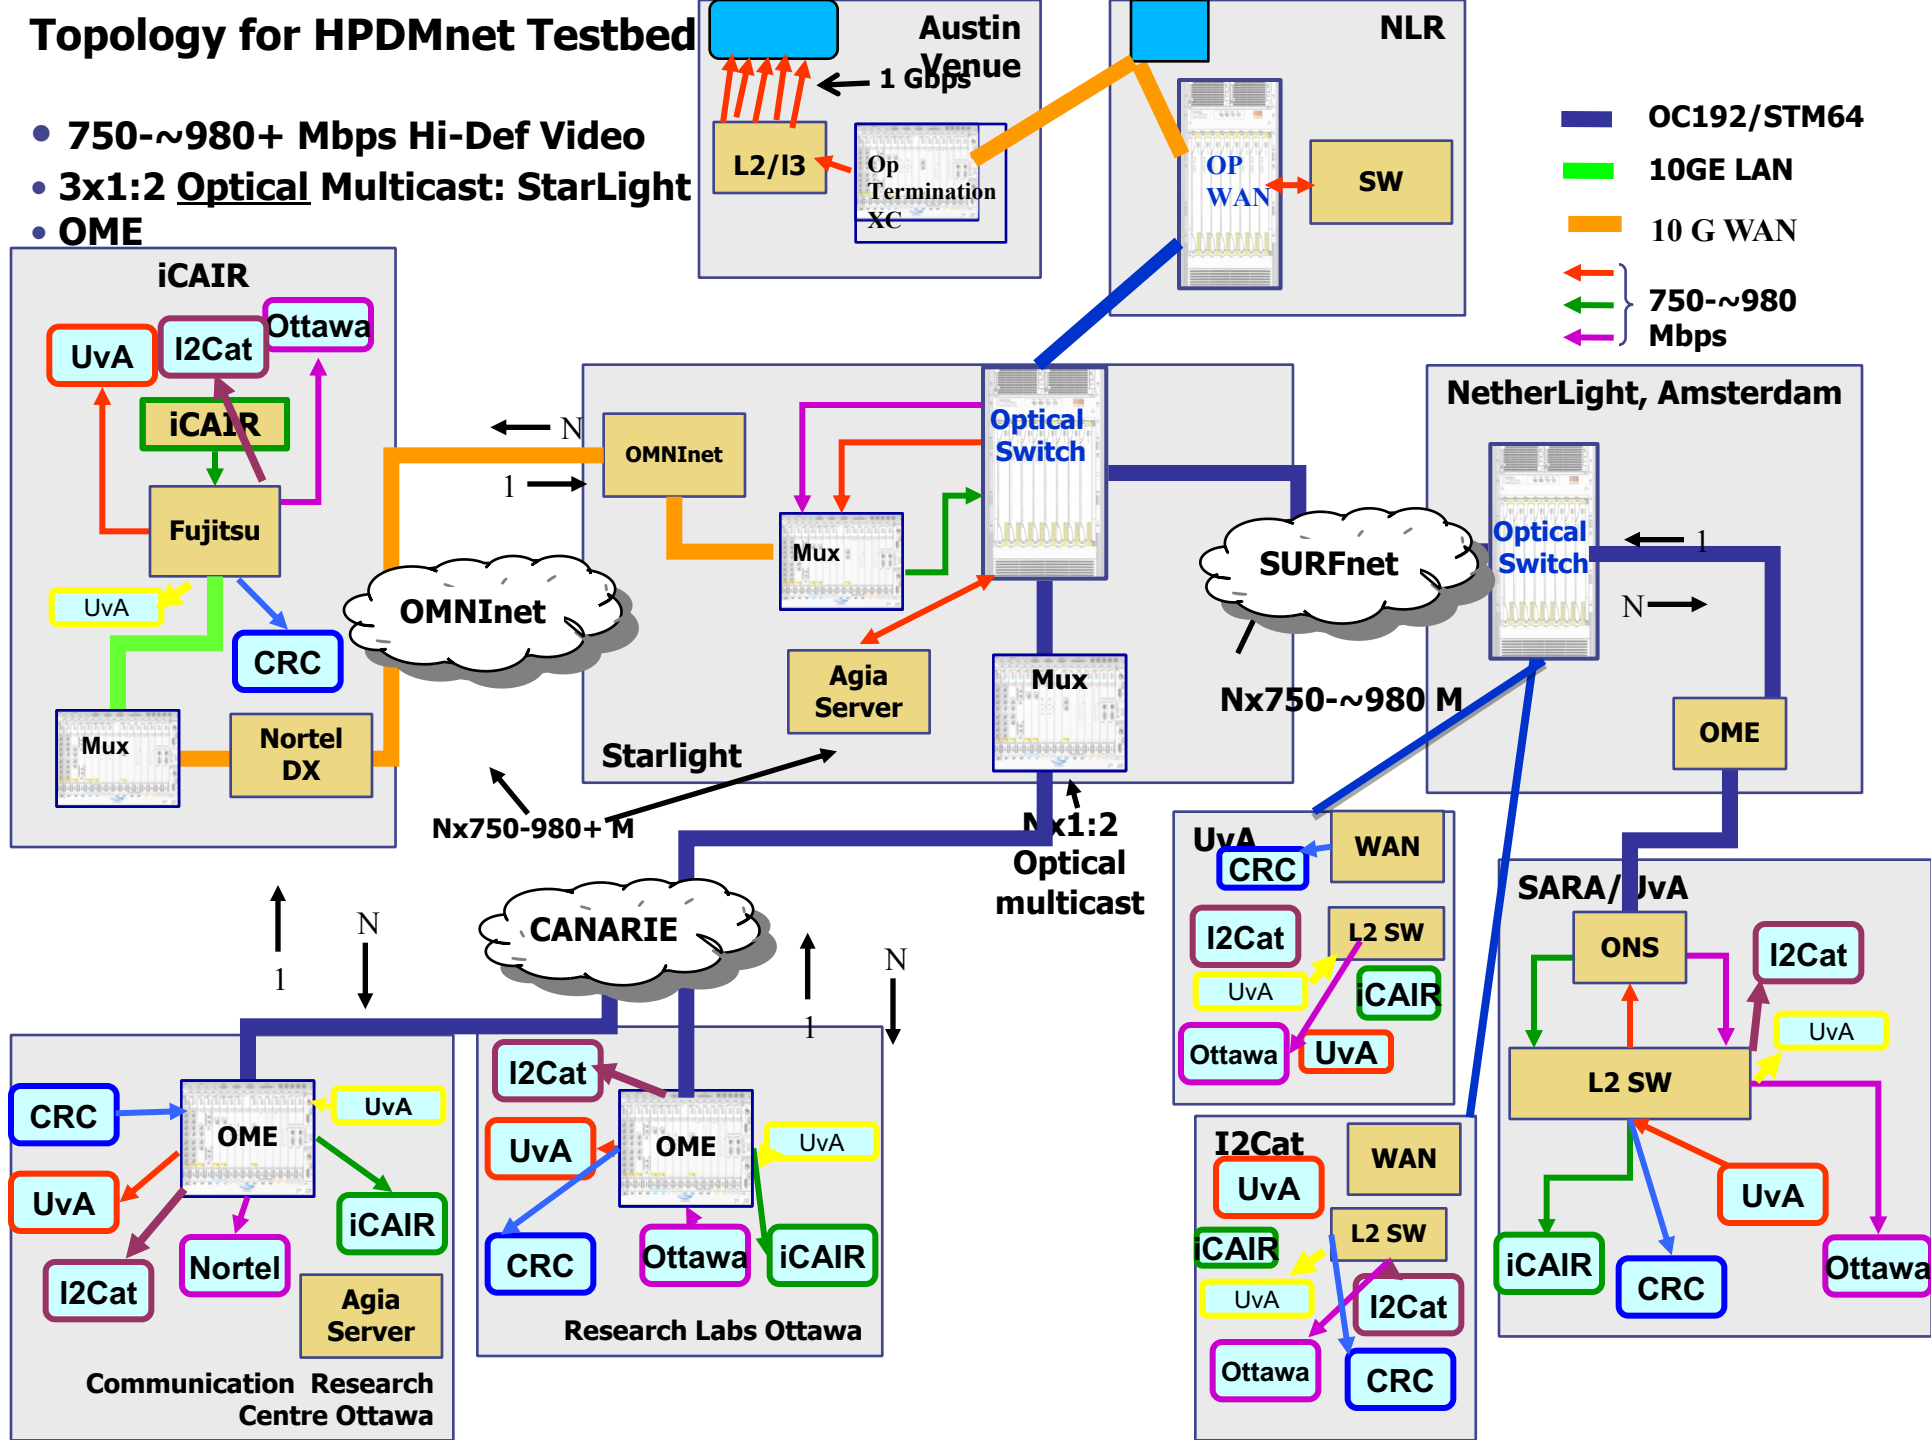 Topology for HPDMnet Testbed
• 750-~980+ Mbps Hi-Def Video
• 3x1:2 Optical Multicast: StarLight
• OME
Austin
Venue
1 Gbps
L2/l3
Op
Termination
XC
NLR
OP
WAN
SW
OC192/STM64
10GE LAN
10 G WAN
750-~980
Mbps
iCAIR
UvA
I2Cat
Ottawa
iCAIR
Fujitsu
UvA
CRC
Mux
Nortel
DX
N
1
OMNInet
OMNInet
Mux
Optical
Switch
Agia
Server
Mux
Starlight
Nx750-980+ M
Nx1:2
Optical
multicast
SURFnet
Nx750-~980 M
NetherLight, Amsterdam
Optical
Switch
1
N
OME
CANARIE
1
N
1
N
CRC
OME
UvA
UvA
I2Cat
Nortel
iCAIR
Agia
Server
Communication Research
Centre Ottawa
I2Cat
UvA
OME
UvA
CRC
Ottawa
iCAIR
Research Labs Ottawa
UvA
WAN
CRC
I2Cat
L2 SW
UvA
iCAIR
Ottawa
UvA
I2Cat
WAN
UvA
L2 SW
iCAIR
UvA
I2Cat
Ottawa
CRC
SARA/UvA
ONS
I2Cat
UvA
L2 SW
UvA
iCAIR
CRC
Ottawa